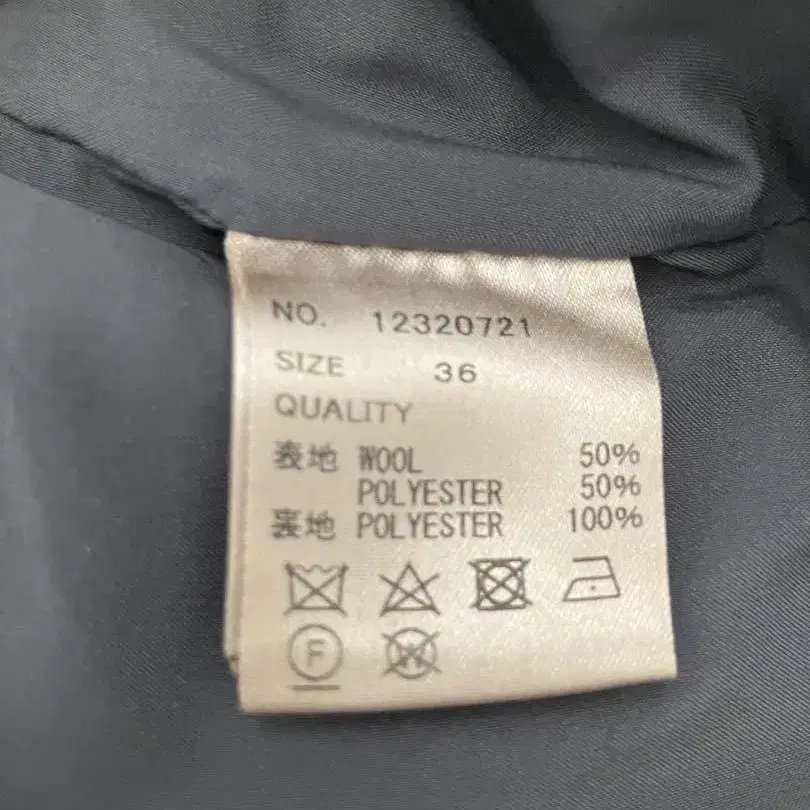 NO. 12320721
SIZE 36
QUALITY
表地 WOOL 50%
POLYESTER 50%
裏地 POLYESTER 100%
F
W